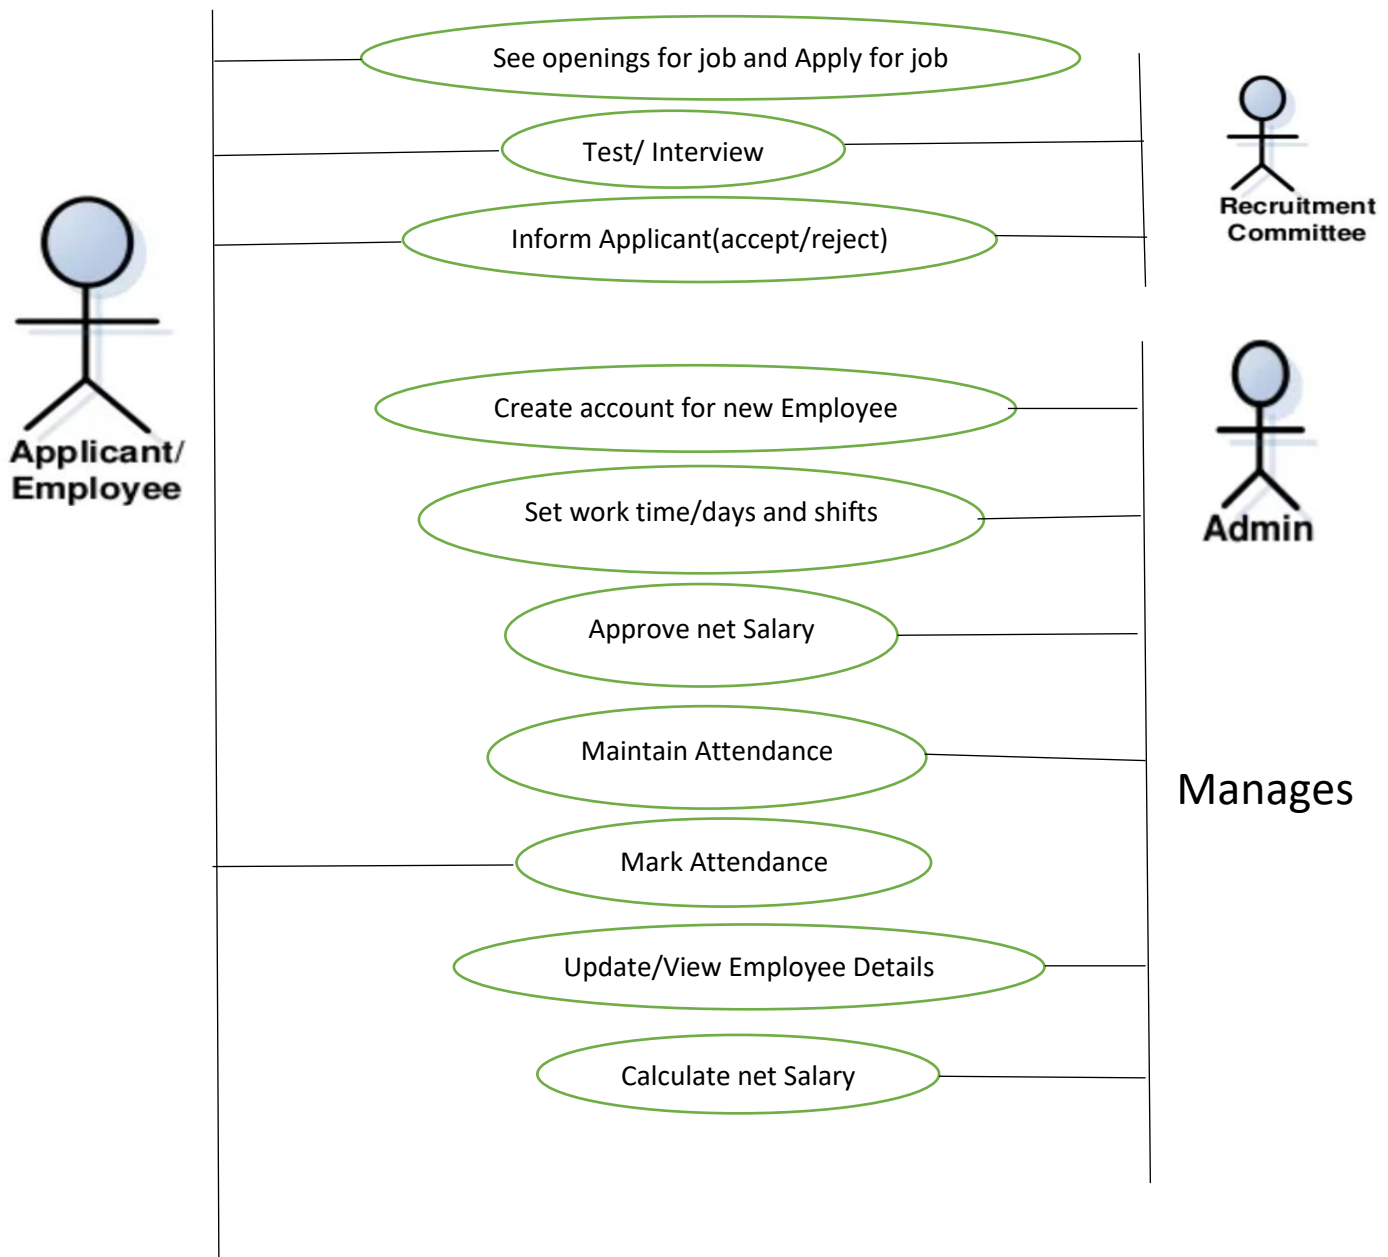 See openings for job and Apply for job
Test/ Interview
Inform Applicant(accept/reject)
Recruitment
Committee
Applicant/
Employee
Create account for new Employee
Set work time/days and shifts
Admin
Approve net Salary
Maintain Attendance
Manages
Mark Attendance
Update/View Employee Details
Calculate net Salary